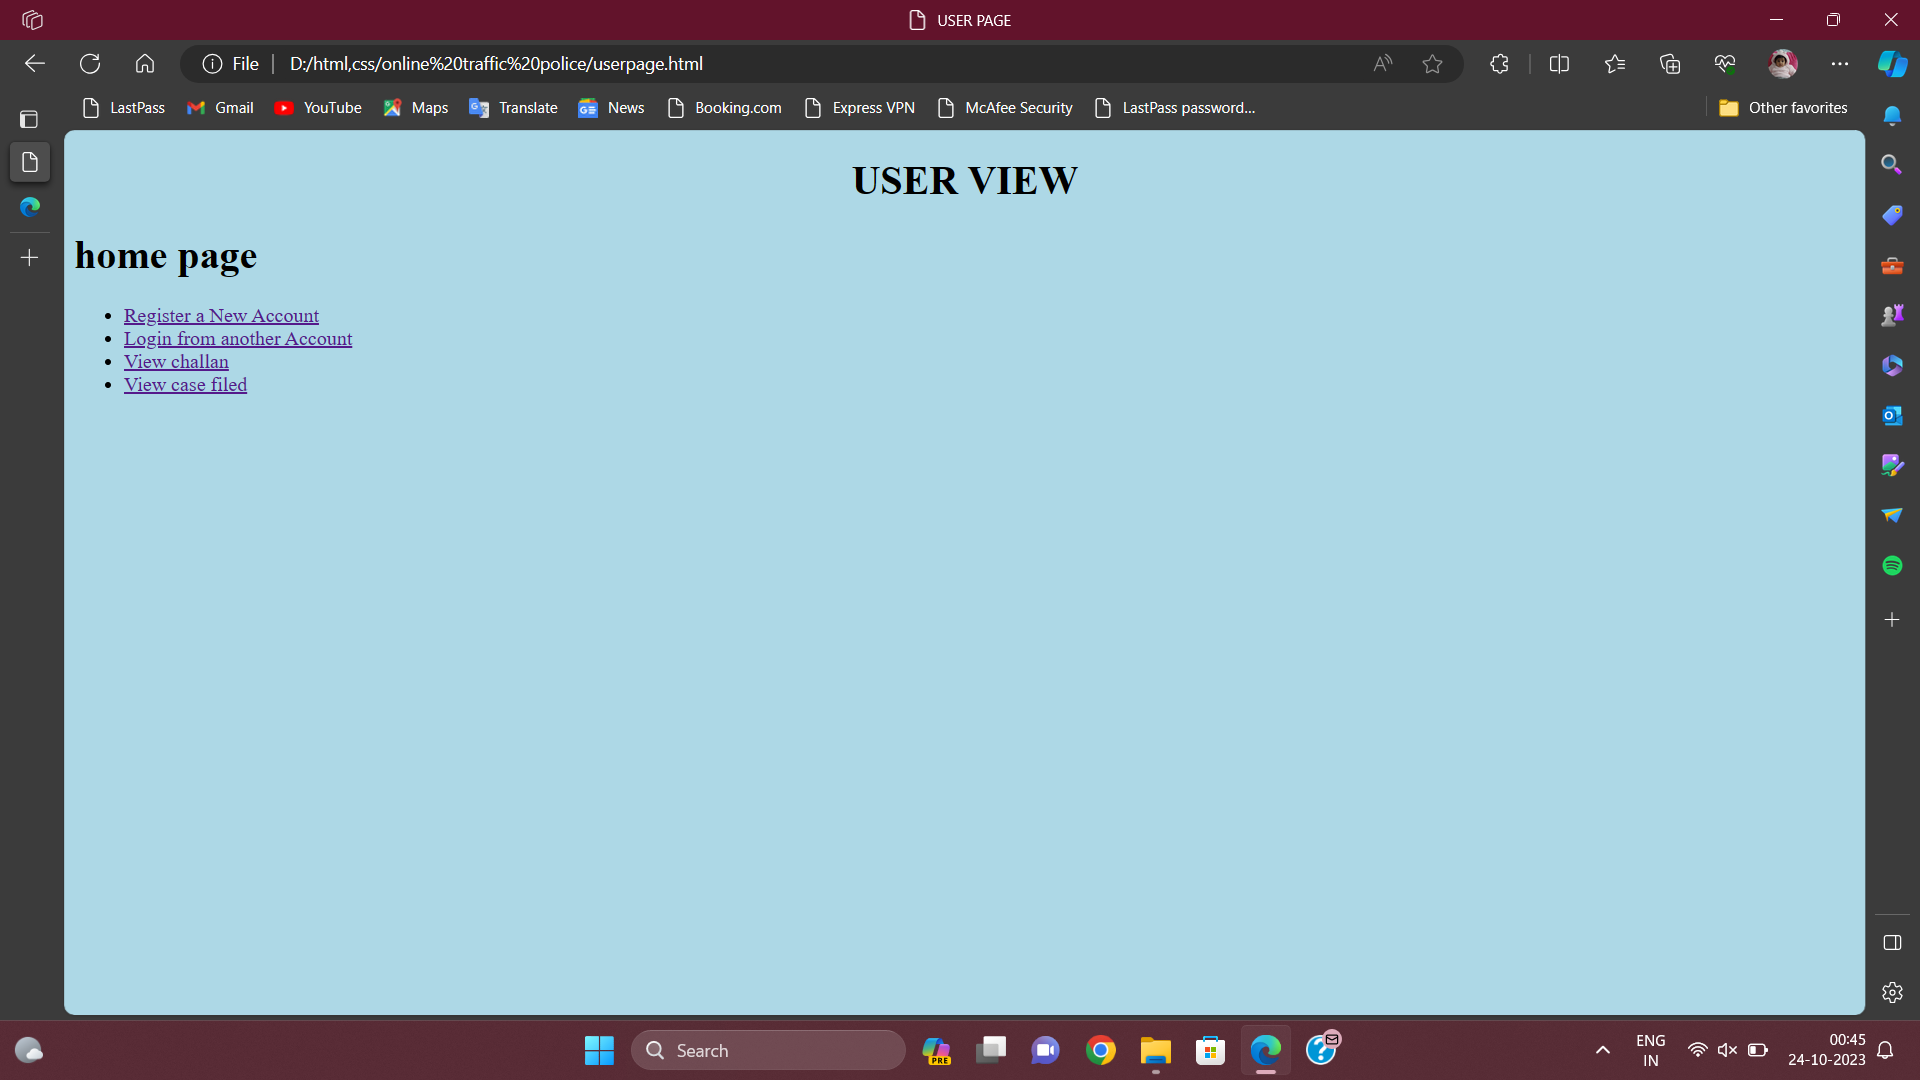 USER PAGE
File
D:/html,css/online%20traffic%20police/userpage.html
LastPass
Gmail
YouTube
Maps
Translate
News
Booking.com
Express VPN
McAfee Security
LastPass password...
Other favorites
USER VIEW
home page
Register a New Account
Login from another Account
View challan
View case filed
Search
PRE
ENG
IN
00:45
24-10-2023